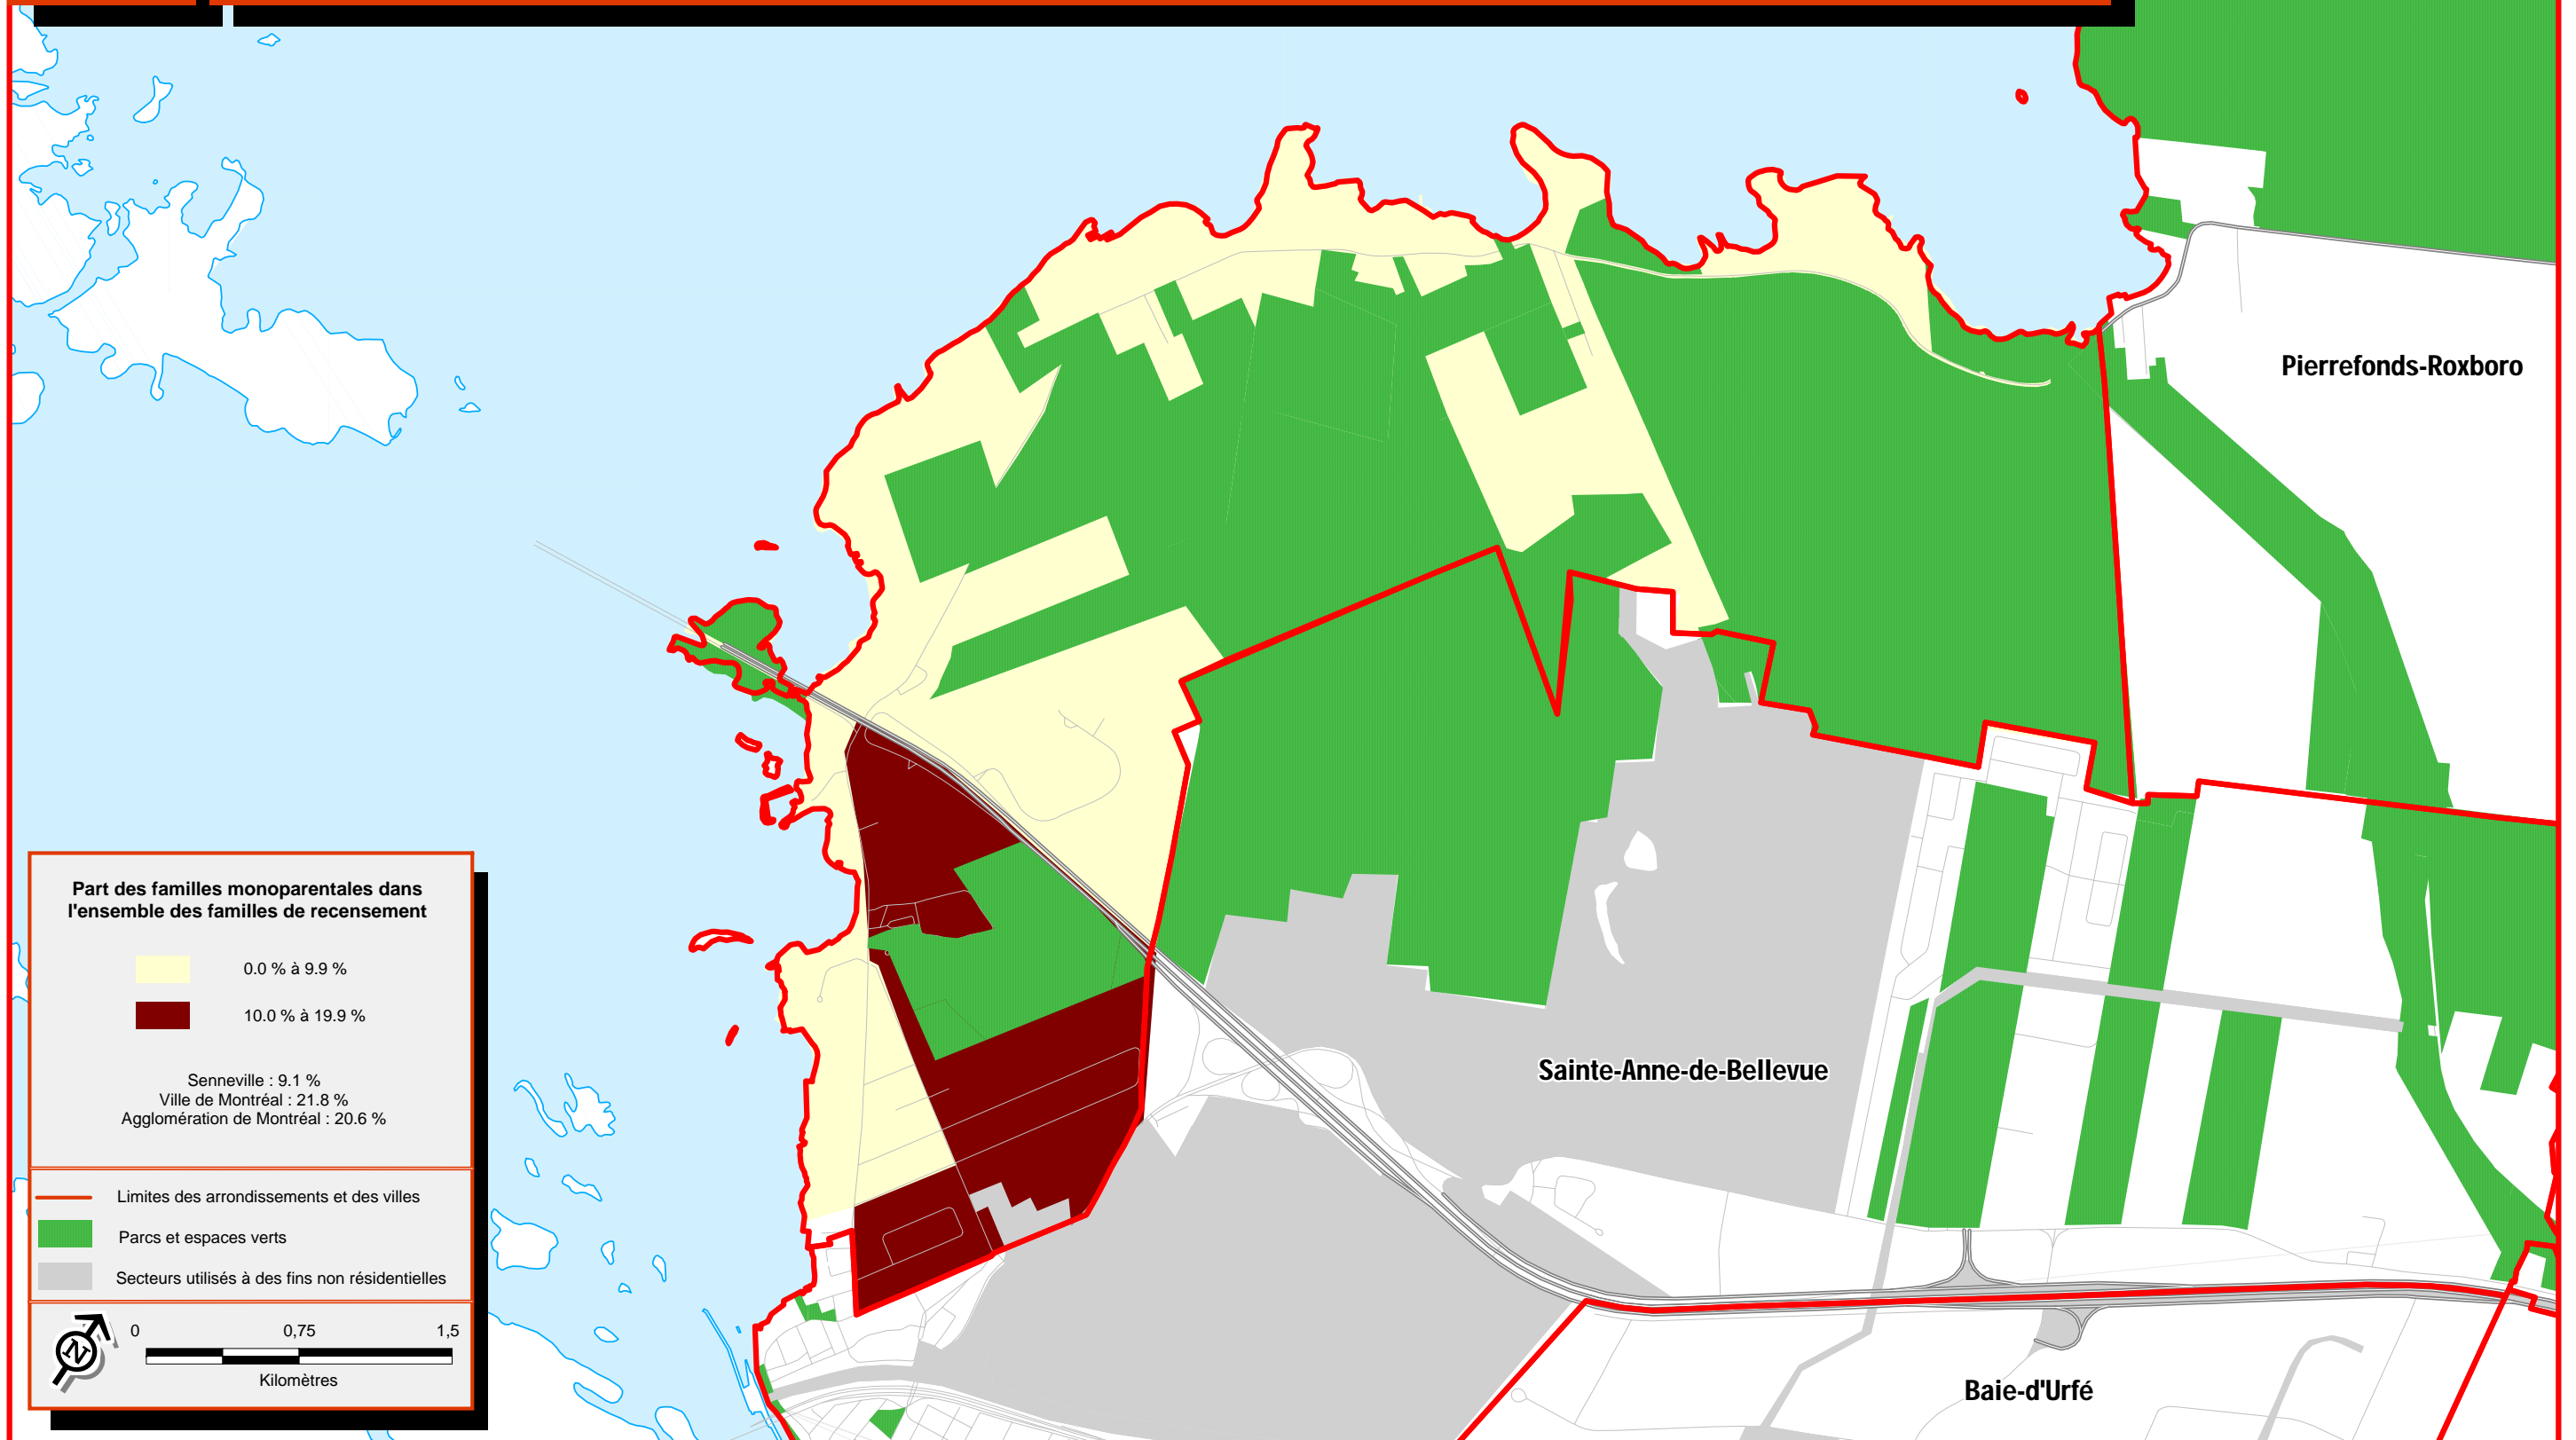 Pierrefonds-Roxboro
Part des familles monoparentales dans
l'ensemble des familles de recensement
0.0 % à 9.9 %
10.0 % à 19.9 %
Senneville : 9.1 %
Ville de Montréal : 21.8 %
Agglomération de Montréal : 20.6 %
Sainte-Anne-de-Bellevue
Limites des arrondissements et des villes
Parcs et espaces verts
Secteurs utilisés à des fins non résidentielles
N
0 0,75 1,5
Kilomètres
Baie-d'Urfé